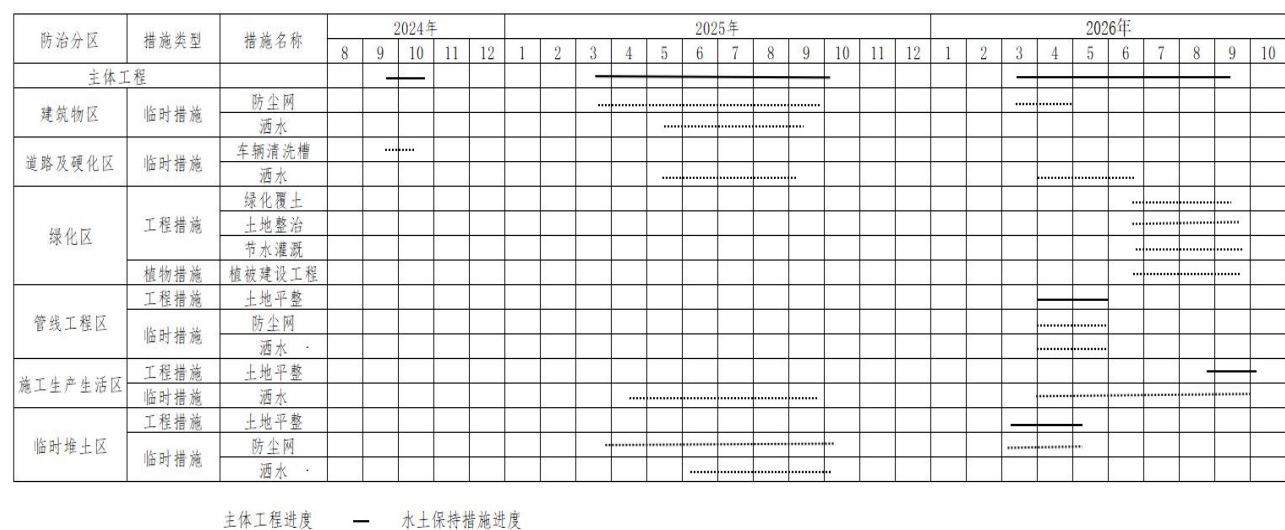 防治分区 措施类型 措施名称 2024年 2025年 2026年
8 9 10 11 12 1 2 3 4 5 6 7 8 9 10 11 12 1 2 3 4 5 6 7 8 9 10
主体工程
建筑物区 临时措施 防尘网
洒水
道路及硬化区 临时措施 车辆清洗槽
洒水
绿化区 工程措施 绿化覆土
土地整治
节水灌溉
植物措施 植被建设工程
管线工程区 工程措施 土地平整
临时措施 防尘网
洒水
施工生产生活区 工程措施 土地平整
临时措施 洒水
临时堆土区 工程措施 土地平整
临时措施 防尘网
洒水
主体工程进度 水土保持措施进度